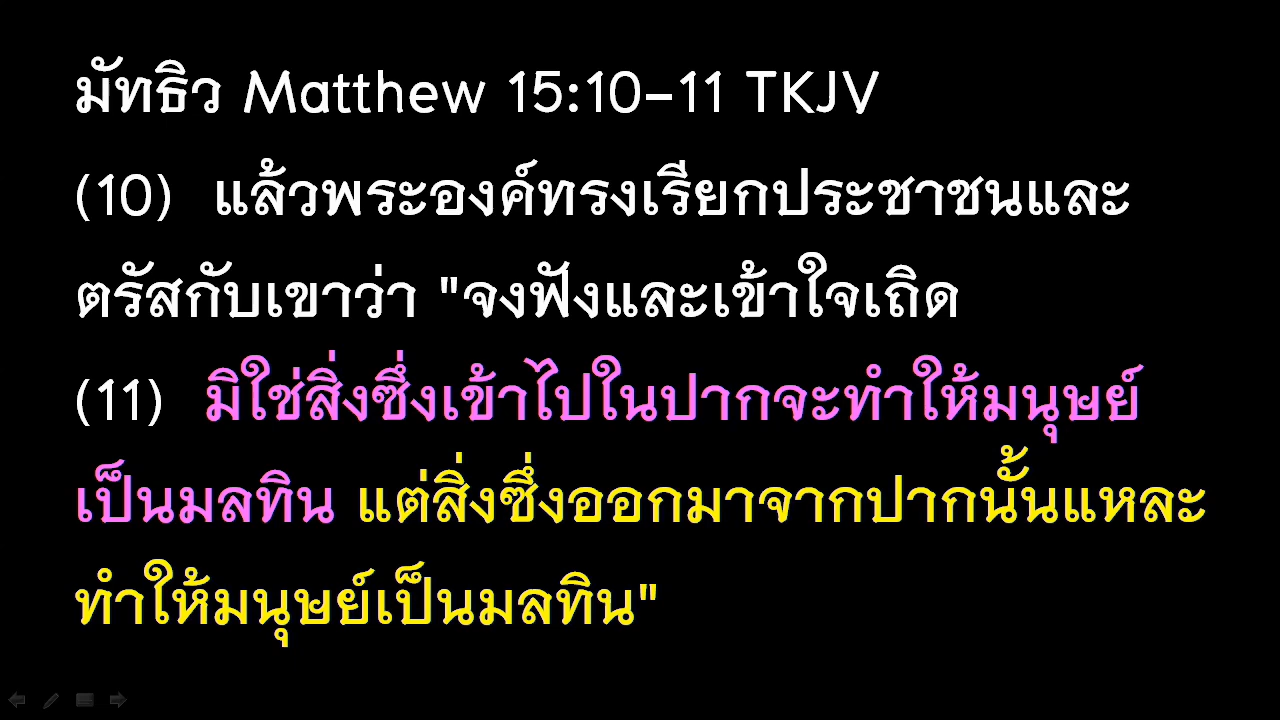 มัทธิว Matthew 15:10-11 TKJV
(10)  แล้วพระองค์ทรงเรียกประชาชนและ
ตรัสกับเขาว่า "จงฟังและเข้าใจเถิด
(11)  มิใช่สิ่งซึ่งเข้าไปในปากจะทำให้มนุษย์
เป็นมลทิน แต่สิ่งซึ่งออกมาจากปากนั้นแหละ
ทำให้มนุษย์เป็นมลทิน"